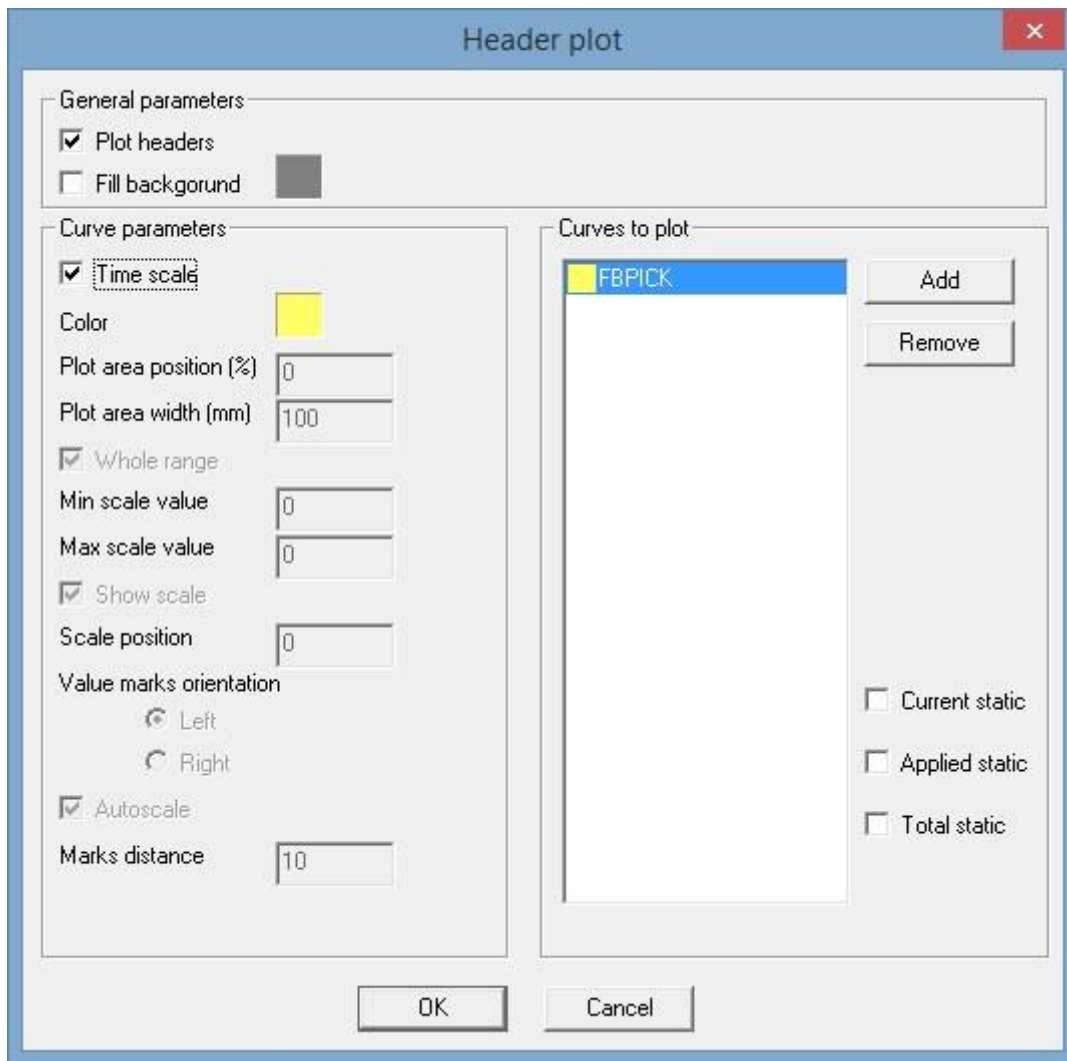 Header plot
General parameters
Plot headers
Fill backgorund
Curve parameters
Time scale
Color
Plot area position (%) 0
Plot area width (mm) 100
Whole range
Min scale value 0
Max scale value 0
Show scale
Scale position 0
Value marks orientation
Left
Right
Autoscale
Marks distance 10
Curves to plot
FBPICK
Add
Remove
Current static
Applied static
Total static
OK Cancel